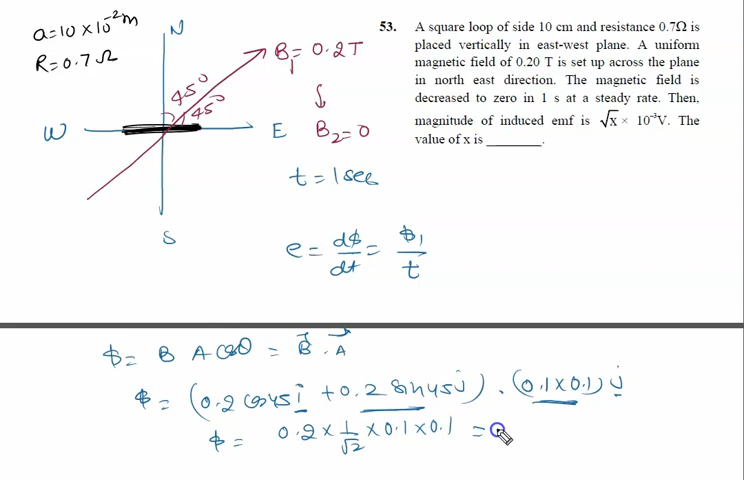 a=10 × 10⁻²m
R=0.7Ω
N
B₁= 0.2T
45°
45°
W
E
↓
B₂=0
t=1sec
S
e = dϕ/dt = ϕ₁/t
53. A square loop of side 10 cm and resistance 0.7Ω is
placed vertically in east-west plane. A uniform
magnetic field of 0.20 T is set up across the plane
in north east direction. The magnetic field is
decreased to zero in 1 s at a steady rate. Then,
magnitude of induced emf is √x × 10⁻³V. The
value of x is ________.
ϕ= B A cosθ = B⃗ . A⃗
ϕ = (0.2 cos45 i + 0.2 sin45 j) . (0.1×0.1) j
ϕ = 0.2 × 1/√2 × 0.1 × 0.1 =